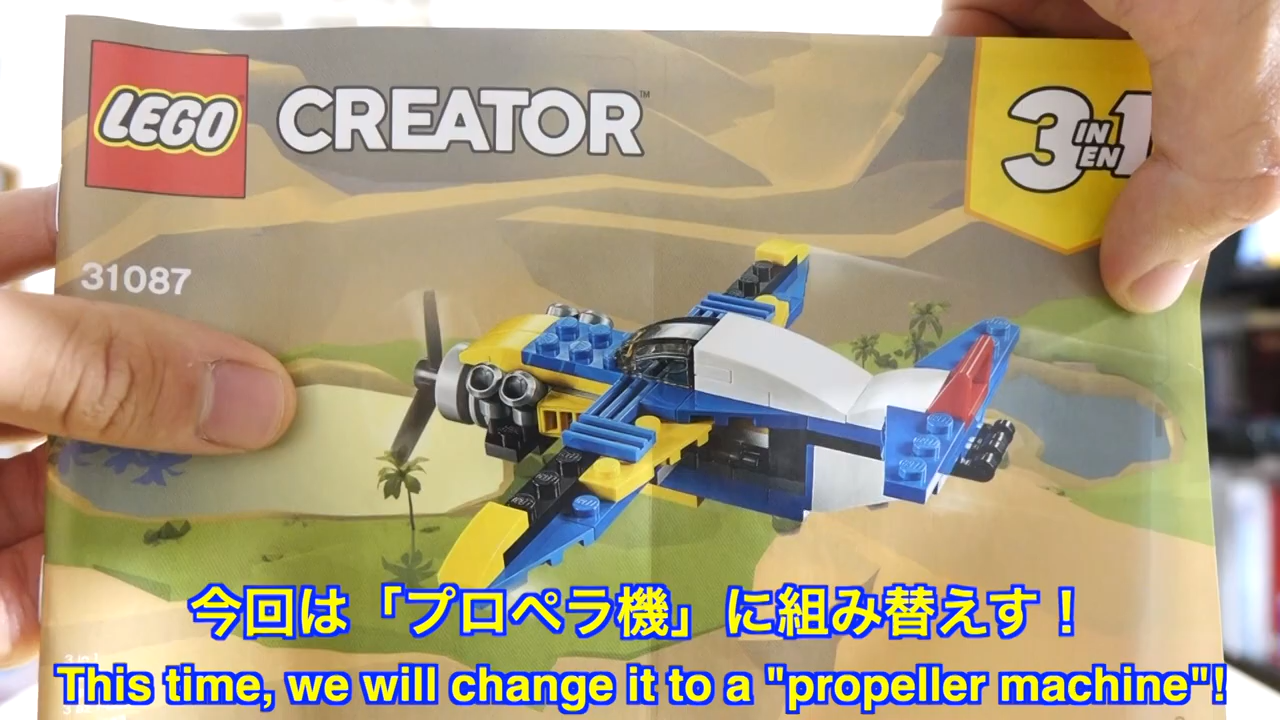 LEGO
CREATOR™
3 IN 1
EN
31087
今回は「プロペラ機」に組み替えす！
This time, we will change it to a "propeller machine"!